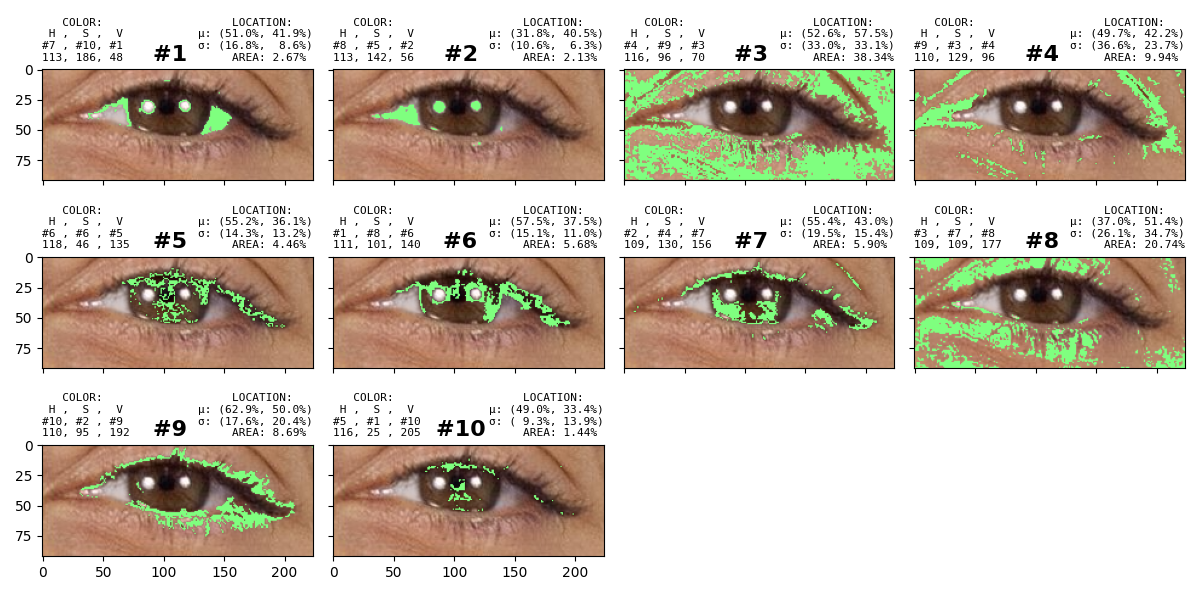 COLOR: LOCATION:
H , S , V μ: (51.0%, 41.9%)
#7 , #10, #1 #1 σ: (16.8%, 8.6%)
113, 186, 48 AREA: 2.67%
COLOR: LOCATION:
H , S , V μ: (31.8%, 40.5%)
#8 , #5 , #2 #2 σ: (10.6%, 6.3%)
113, 142, 56 AREA: 2.13%
COLOR: LOCATION:
H , S , V μ: (52.6%, 57.5%)
#4 , #9 , #3 #3 σ: (33.0%, 33.1%)
116, 96 , 70 AREA: 38.34%
COLOR: LOCATION:
H , S , V μ: (49.7%, 42.2%)
#9 , #3 , #4 #4 σ: (36.6%, 23.7%)
110, 129, 96 AREA: 9.94%
0
25
50
75
COLOR: LOCATION:
H , S , V μ: (55.2%, 36.1%)
#6 , #6 , #5 #5 σ: (14.3%, 13.2%)
118, 46 , 135 AREA: 4.46%
COLOR: LOCATION:
H , S , V μ: (57.5%, 37.5%)
#1 , #8 , #6 #6 σ: (15.1%, 11.0%)
111, 101, 140 AREA: 5.68%
COLOR: LOCATION:
H , S , V μ: (55.4%, 43.0%)
#2 , #4 , #7 #7 σ: (19.5%, 15.4%)
109, 130, 156 AREA: 5.90%
COLOR: LOCATION:
H , S , V μ: (37.0%, 51.4%)
#3 , #7 , #8 #8 σ: (26.1%, 34.7%)
109, 109, 177 AREA: 20.74%
0
25
50
75
COLOR: LOCATION:
H , S , V μ: (62.9%, 50.0%)
#10, #2 , #9 #9 σ: (17.6%, 20.4%)
110, 95 , 192 AREA: 8.69%
COLOR: LOCATION:
H , S , V μ: (49.0%, 33.4%)
#5 , #1 , #10 #10 σ: ( 9.3%, 13.9%)
116, 25 , 205 AREA: 1.44%
0
25
50
75
0 50 100 150 200
0 50 100 150 200